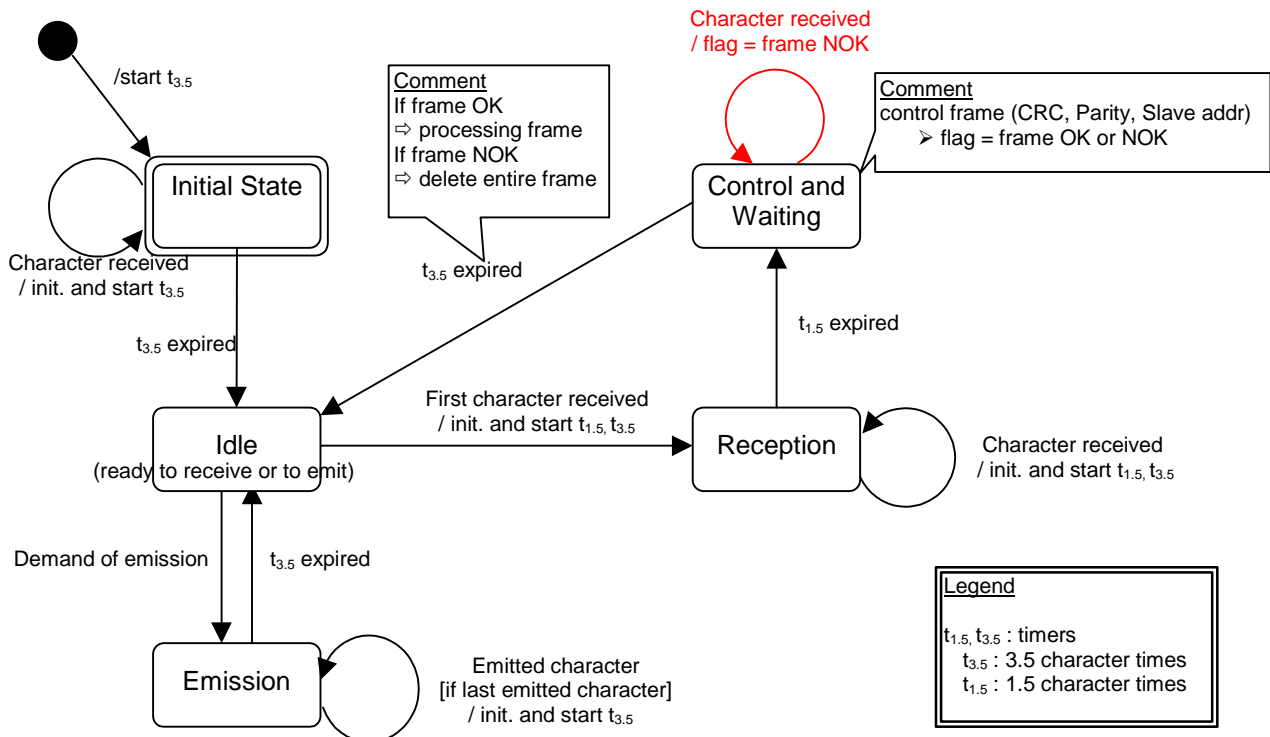 /start t3.5
Initial State
Character received
/ init. and start t3.5
t3.5 expired
Comment
If frame OK
⇨ processing frame
If frame NOK
⇨ delete entire frame
t3.5 expired
Character received
/ flag = frame NOK
Comment
control frame (CRC, Parity, Slave addr)
➢ flag = frame OK or NOK
Control and
Waiting
t1.5 expired
Idle
(ready to receive or to emit)
First character received
/ init. and start t1.5, t3.5
Reception
Character received
/ init. and start t1.5, t3.5
Demand of emission
t3.5 expired
Emission
Emitted character
[if last emitted character]
/ init. and start t3.5
Legend
t1.5, t3.5 : timers
t3.5 : 3.5 character times
t1.5 : 1.5 character times